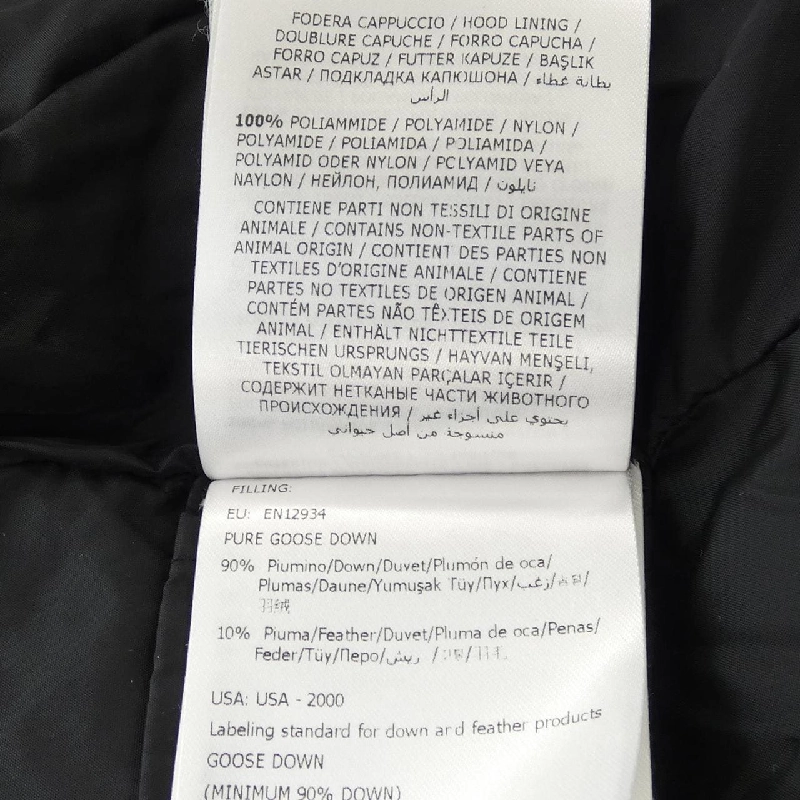 FODERA CAPPUCCIO / HOOD LINING /
DOUBLURE CAPUCHE / FORRO CAPUCHA /
FORRO CAPUZ / FUTTER KAPUZE / BAŞLIK
ASTAR / ПОДКЛАДКА КАПЮШОНА / بطانة غطاء
الرأس
100% POLIAMMIDE / POLYAMIDE / NYLON /
POLYAMIDE / POLIAMIDA / POLIAMIDA /
POLYAMID ODER NYLON / POLYAMID VEYA
NAYLON / НЕЙЛОН, ПОЛИАМИД / نايلون
CONTIENE PARTI NON TESSILI DI ORIGINE
ANIMALE / CONTAINS NON-TEXTILE PARTS OF
ANIMAL ORIGIN / CONTIENT DES PARTIES NON
TEXTILES D'ORIGINE ANIMALE / CONTIENE
PARTES NO TEXTILES DE ORIGEN ANIMAL /
CONTÉM PARTES NÃO TÊXTEIS DE ORIGEM
ANIMAL / ENTHÄLT NICHTTEXTILE TEILE
TIERISCHEN URSPRUNGS / HAYVAN MENŞELİ,
TEKSTIL OLMAYAN PARÇALAR IÇERIR /
СОДЕРЖИТ НЕТКАНЫЕ ЧАСТИ ЖИВОТНОГО
ПРОИСХОЖДЕНИЯ / يحتوي على أجزاء غير
منسوجة من أصل حيواني
FILLING:
EU: EN12934
PURE GOOSE DOWN
90% Piumino/Down/Duvet/Plumón de oca/
Plumas/Daune/Yumuşak Tüy/Пух/زغب/
羽绒
10% Piuma/Feather/Duvet/Pluma de oca/Penas/
Feder/Tüy/Перо/ريش /
USA: USA - 2000
Labeling standard for down and feather products
GOOSE DOWN
(MINIMUM 90% DOWN)